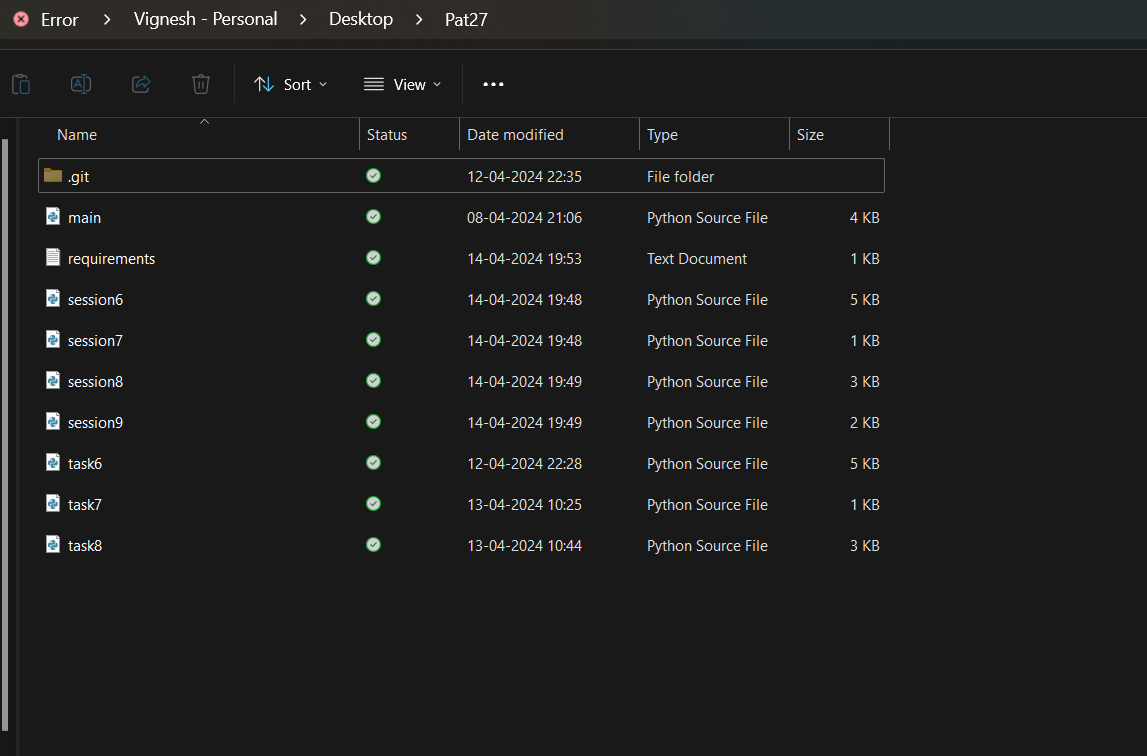 Error > Vignesh - Personal > Desktop > Pat27
Sort View
Name Status Date modified Type Size
.git 12-04-2024 22:35 File folder
main 08-04-2024 21:06 Python Source File 4 KB
requirements 14-04-2024 19:53 Text Document 1 KB
session6 14-04-2024 19:48 Python Source File 5 KB
session7 14-04-2024 19:48 Python Source File 1 KB
session8 14-04-2024 19:49 Python Source File 3 KB
session9 14-04-2024 19:49 Python Source File 2 KB
task6 12-04-2024 22:28 Python Source File 5 KB
task7 13-04-2024 10:25 Python Source File 1 KB
task8 13-04-2024 10:44 Python Source File 3 KB